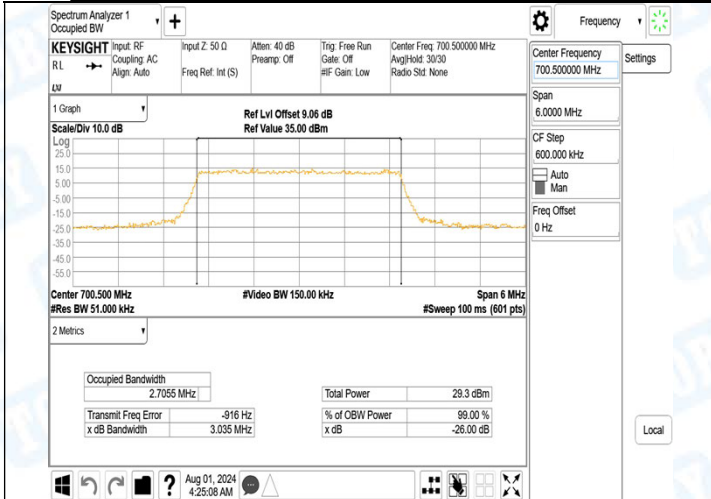 Spectrum Analyzer 1
Occupied BW
Frequency
KEYSIGHT
RL
LXI
Input: RF
Coupling: AC
Align: Auto
Input Z: 50 Ω
Freq Ref: Int (S)
Atten: 40 dB
Preamp: Off
Trig: Free Run
Gate: Off
#IF Gain: Low
Center Freq: 700.500000 MHz
Avg|Hold: 30/30
Radio Std: None
Center Frequency
700.500000 MHz
Settings
Span
6.0000 MHz
CF Step
600.000 kHz
Auto
Man
Freq Offset
0 Hz
1 Graph
Scale/Div 10.0 dB
Ref Lvl Offset 9.06 dB
Ref Value 35.00 dBm
Log
25.0
15.0
5.00
-5.00
-15.0
-25.0
-35.0
-45.0
-55.0
Center 700.500 MHz
#Res BW 51.000 kHz
#Video BW 150.00 kHz
Span 6 MHz
#Sweep 100 ms (601 pts)
2 Metrics
Occupied Bandwidth
2.7055 MHz
Total Power 29.3 dBm
Transmit Freq Error -916 Hz
% of OBW Power 99.00 %
x dB Bandwidth 3.035 MHz
x dB -26.00 dB
Local
Aug 01, 2024
4:25:08 AM